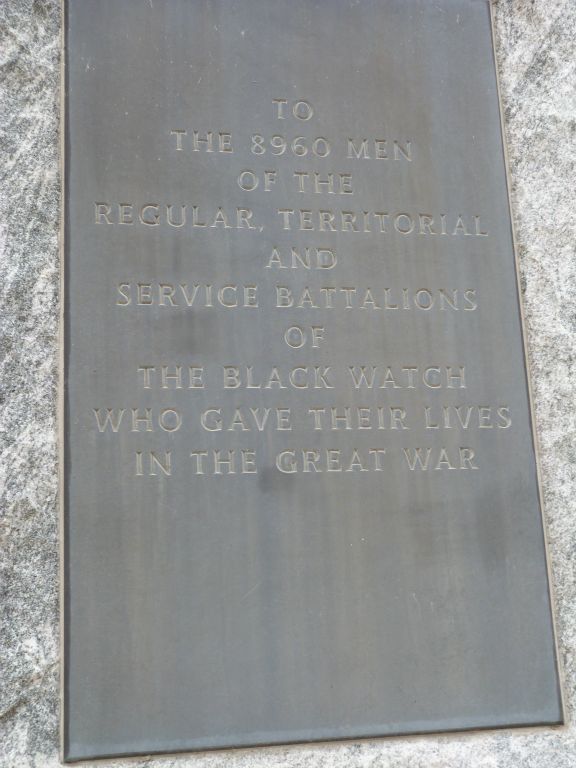 TO
THE 8960 MEN
OF THE
REGULAR, TERRITORIAL
AND
SERVICE BATTALIONS
OF
THE BLACK WATCH
WHO GAVE THEIR LIVES
IN THE GREAT WAR